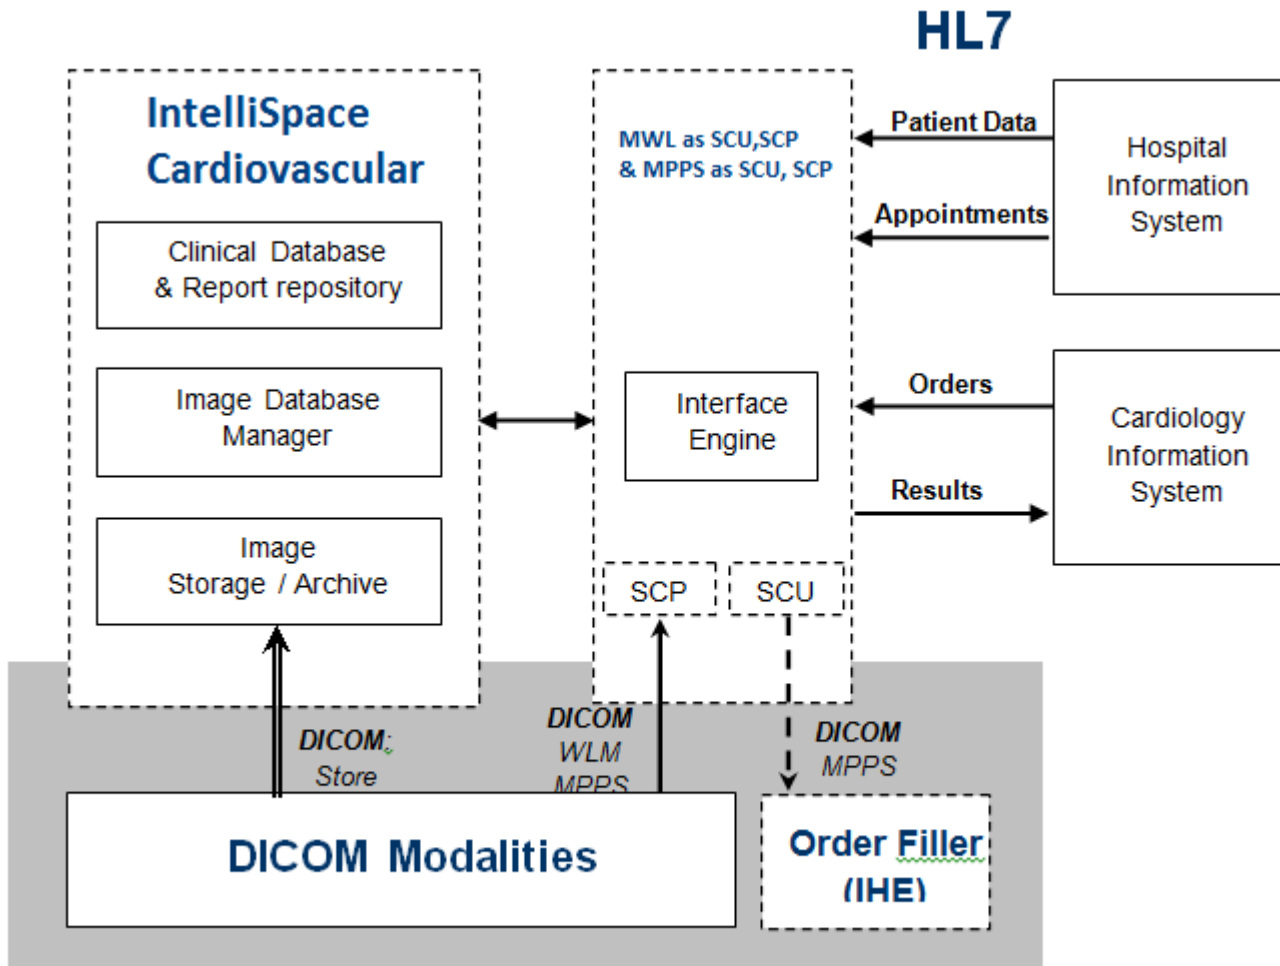 HL7
IntelliSpace
Cardiovascular
Clinical Database
& Report repository
Image Database
Manager
Image
Storage / Archive
MWL as SCU,SCP
& MPPS as SCU, SCP
Interface
Engine
SCP
SCU
Patient Data
Appointments
Hospital
Information
System
Orders
Results
Cardiology
Information
System
DICOM:
Store
DICOM
WLM
MPPS
DICOM
MPPS
DICOM Modalities
Order Filler
(IHE)